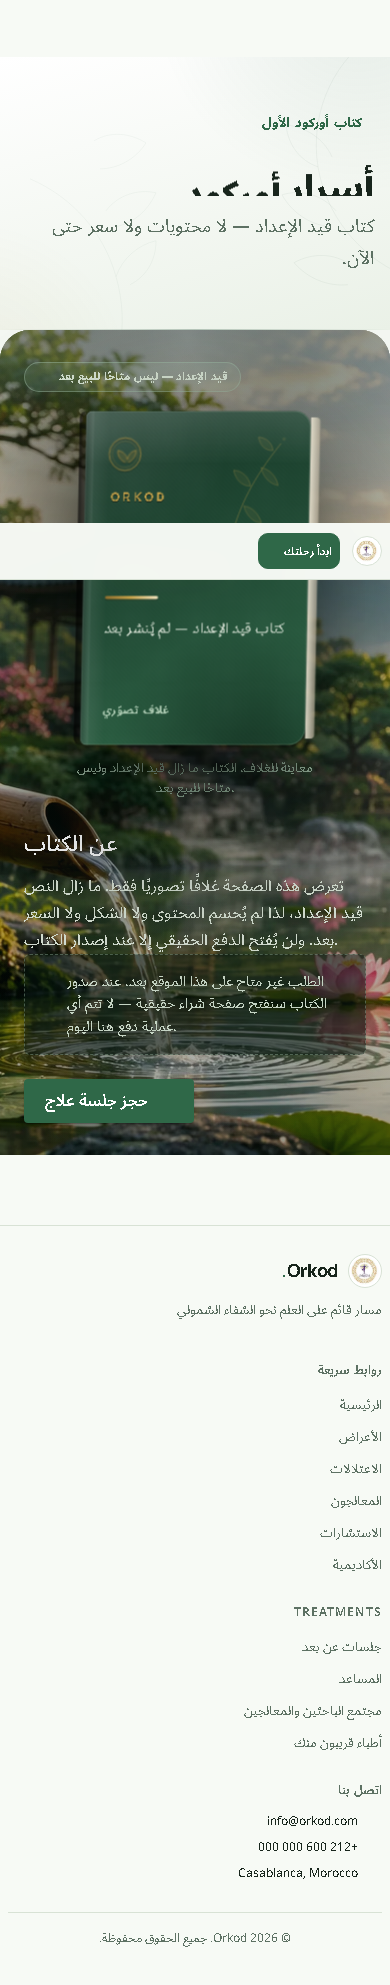 كتاب أوركود الأول
أسرار أوركود
كتاب قيد الإعداد — لا محتويات ولا سعر حتى
الآن.
قيد الإعداد — ليس متاحًا للبيع بعد
ORKOD
ابدأ رحلتك
كتاب قيد الإعداد — لم يُنشر بعد
غلاف تصوّري
معاينة للغلاف. الكتاب ما زال قيد الإعداد وليس
متاحًا للبيع بعد.
عن الكتاب
تعرض هذه الصفحة غلافًا تصوريًا فقط. ما زال النص
قيد الإعداد، لذا لم يُحسم المحتوى ولا الشكل ولا السعر
بعد. ولن يُفتح الدفع الحقيقي إلا عند إصدار الكتاب.
الطلب غير متاح على هذا الموقع بعد. عند صدور
الكتاب سنفتح صفحة شراء حقيقية — لا تتم أي
عملية دفع هنا اليوم.
حجز جلسة علاج
Orkod.
مسار قائم على العلم نحو الشفاء الشمولي
روابط سريعة
الرئيسية
الأعراض
الاعتلالات
المعالجون
الاستشارات
الأكاديمية
TREATMENTS
جلسات عن بعد
المساعد
مجتمع الباحثين والمعالجين
أطباء قريبون منك
اتصل بنا
info@orkod.com
+212 600 000 000
Casablanca, Morocco
© 2026 Orkod. جميع الحقوق محفوظة.